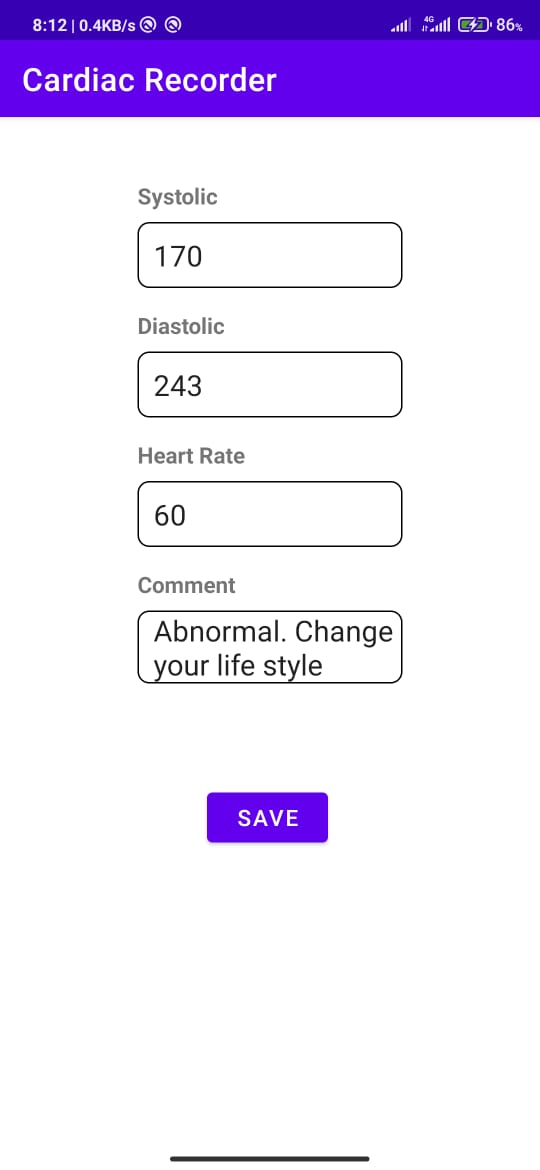 8:12 | 0.4KB/s 4G 86%
Cardiac Recorder
Systolic
170
Diastolic
243
Heart Rate
60
Comment
Abnormal. Change
your life style
SAVE